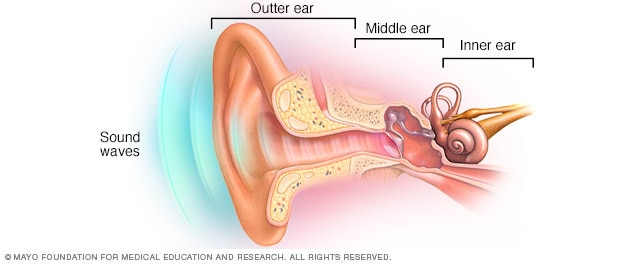 Outter ear
Middle ear
Inner ear
Sound
waves
© MAYO FOUNDATION FOR MEDICAL EDUCATION AND RESEARCH. ALL RIGHTS RESERVED.